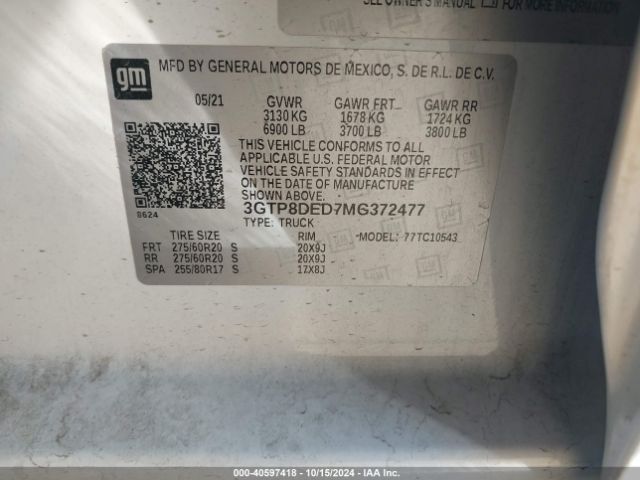 SEE OWNER'S MANUAL FOR MORE
gm
MFD BY GENERAL MOTORS DE MEXICO, S. DE R.L. DE C.V.
05/21 GVWR GAWR FRT GAWR RR
3130 KG 1678 KG 1724 KG
6900 LB 3700 LB 3800 LB
THIS VEHICLE CONFORMS TO ALL
APPLICABLE U.S. FEDERAL MOTOR
VEHICLE SAFETY STANDARDS IN EFFECT
ON THE DATE OF MANUFACTURE
SHOWN ABOVE.
8624
3GTP8DED7MG372477
TYPE: TRUCK
TIRE SIZE RIM MODEL: 77TC10543
FRT 275/60R20 S 20X9J
RR 275/60R20 S 20X9J
SPA 255/80R17 S 17X8J
000-40597418 - 10/15/2024 - IAA Inc.